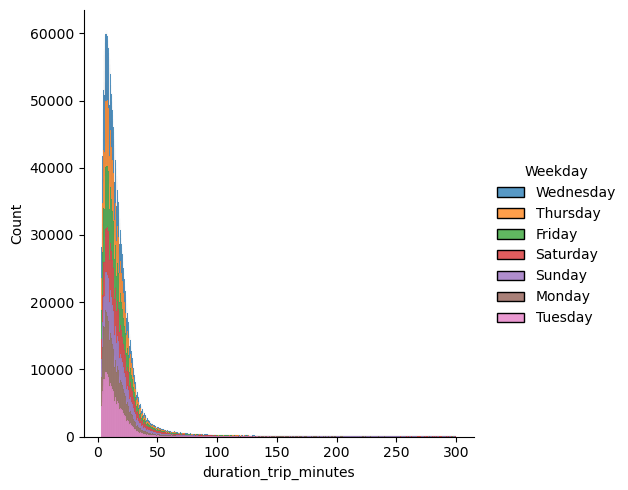 60000
50000
40000
30000
20000
10000
0
Count
0 50 100 150 200 250 300
duration_trip_minutes
Weekday
Wednesday
Thursday
Friday
Saturday
Sunday
Monday
Tuesday